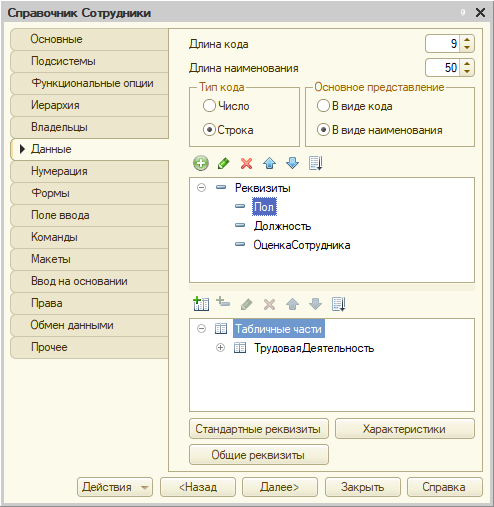 Справочник Сотрудники
Основные
Подсистемы
Функциональные опции
Иерархия
Владельцы
Данные
Нумерация
Формы
Поле ввода
Команды
Макеты
Ввод на основании
Права
Обмен данными
Прочее
Длина кода 9
Длина наименования 50
Тип кода
Число
Строка
Основное представление
В виде кода
В виде наименования
Реквизиты
Пол
Должность
ОценкаСотрудника
Табличные части
ТрудоваяДеятельность
Стандартные реквизиты Характеристики
Общие реквизиты
Действия <Назад Далее> Закрыть Справка